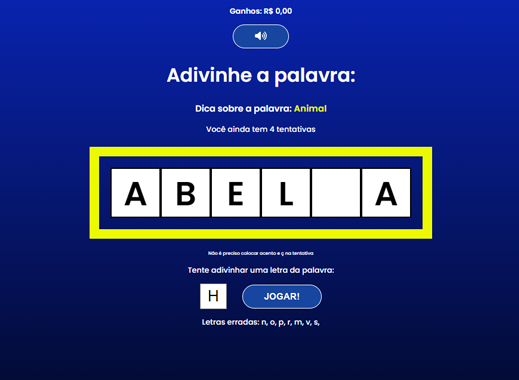 Ganhos: R$ 0,00
Adivinhe a palavra:
Dica sobre a palavra: Animal
Você ainda tem 4 tentativas
A B E L A
Não é preciso colocar acento e ç na tentativa
Tente adivinhar uma letra da palavra:
H JOGAR!
Letras erradas: n, o, p, r, m, v, s,